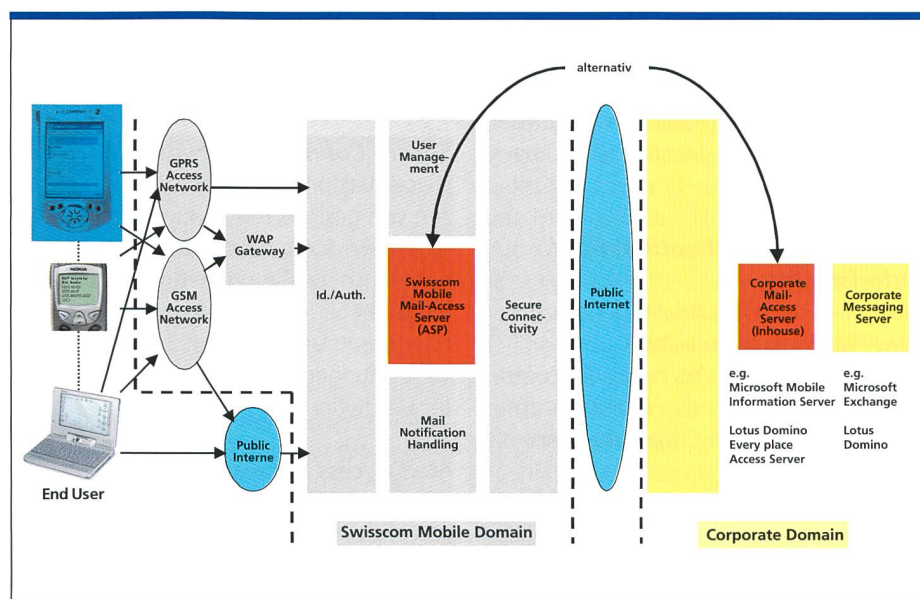 alternativ
GPRS
Access
Network
WAP
Gateway
NOKIA
GSM
Access
Network
Public
Interne
End User
Id./Auth.
User
Manage-
ment
Swisscom
Mobile
Mail-Access
Server
(ASP)
Mail
Notification
Handling
Secure
Connec-
tivity
Public
Internet
Corporate
Mail-
Access
Server
(Inhouse)
Corporate
Messaging
Server
e.g.
Microsoft Mobile
Information Server
Lotus Domino
Every place
Access Server
e.g.
Microsoft
Exchange
Lotus
Domino
Swisscom Mobile Domain
Corporate Domain